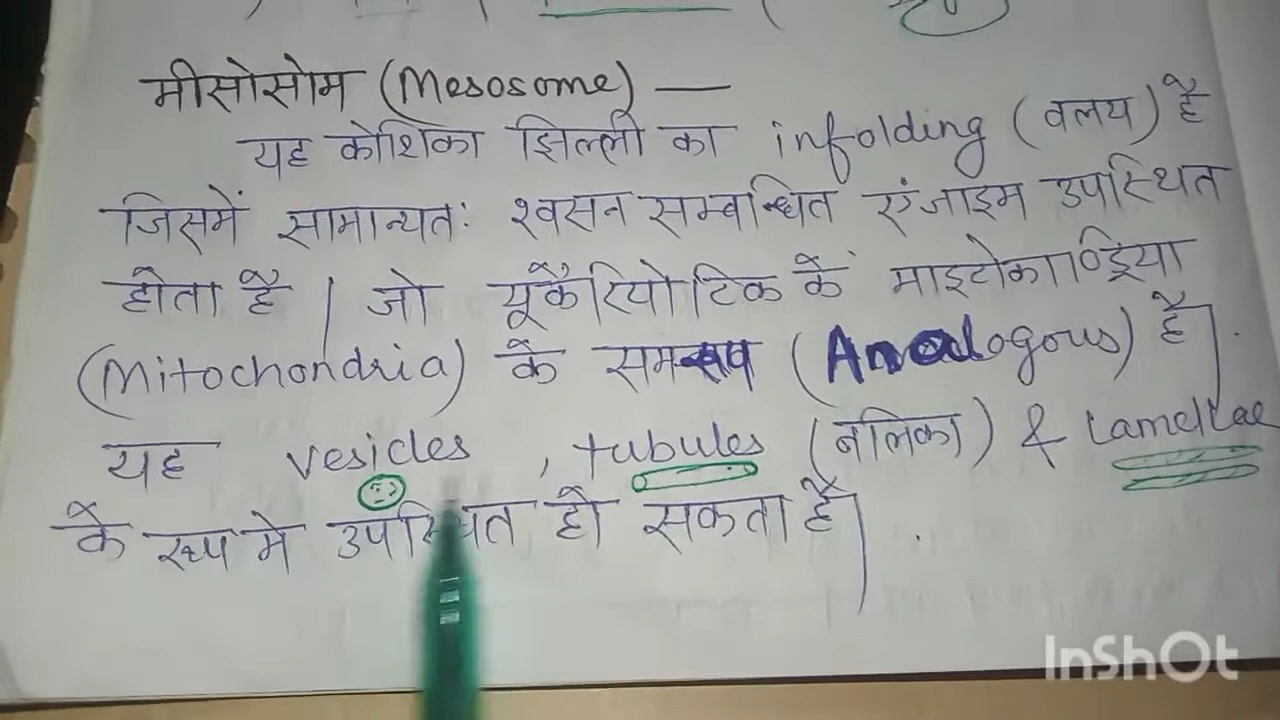 मीसोसोम (Mesosome) —
यह कोशिका झिल्ली का infolding (वलय) है
जिसमें सामान्यतः श्वसन सम्बन्धित एंजाइम उपस्थित
होता है। जो यूकैरियोटिक के माइटोकाण्ड्रिया
(Mitochondria) के समरूप (Analogous) है।
यह vesicles, tubules (नलिका) & Lamellae
के रूप मे उपस्थित हो सकता है।
InShOt